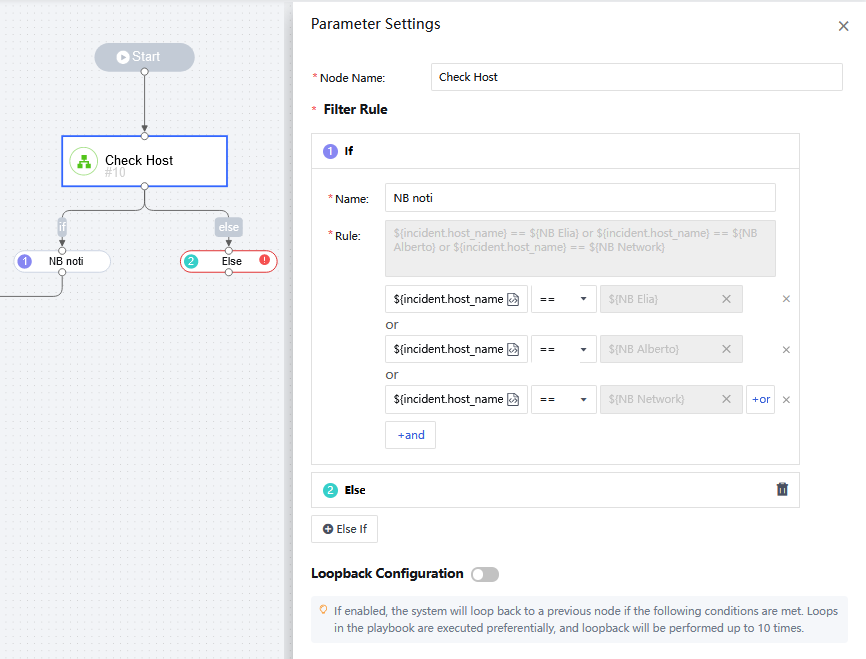 Start
Check Host
#10
if
else
1 NB noti
2 Else !
Parameter Settings
* Node Name: Check Host
* Filter Rule
1 If
* Name: NB noti
* Rule: ${incident.host_name} == ${NB Elia} or ${incident.host_name} == ${NB
Alberto} or ${incident.host_name} == ${NB Network}
${incident.host_name == ${NB Elia}
or
${incident.host_name == ${NB Alberto}
or
${incident.host_name == ${NB Network} +or
+and
2 Else
Else If
Loopback Configuration
If enabled, the system will loop back to a previous node if the following conditions are met. Loops
in the playbook are executed preferentially, and loopback will be performed up to 10 times.